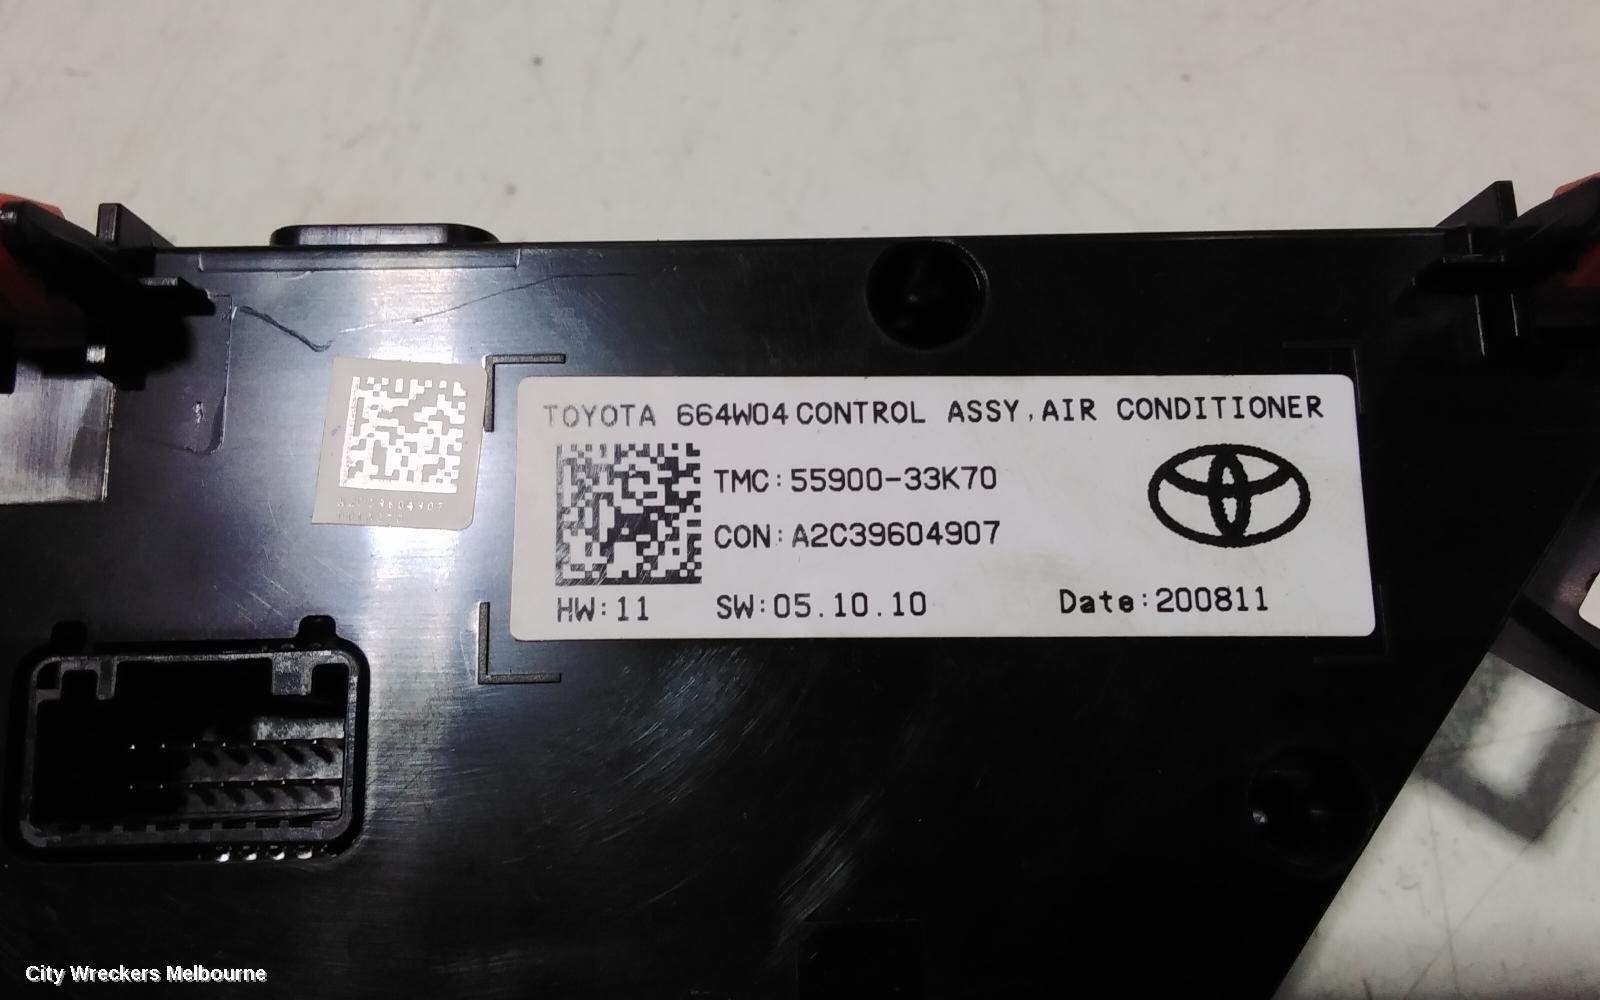 TOYOTA 664W04 CONTROL ASSY,AIR CONDITIONER
TMC:55900-33K70
CON:A2C39604907
HW:11 SW:05.10.10 Date:200811
A2C39604907
City Wreckers Melbourne